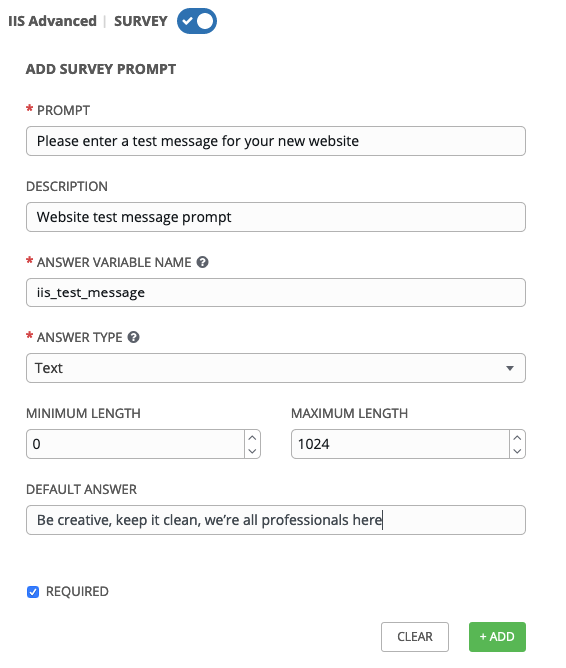 IIS Advanced | SURVEY
ADD SURVEY PROMPT
* PROMPT
Please enter a test message for your new website
DESCRIPTION
Website test message prompt
* ANSWER VARIABLE NAME ?
iis_test_message
* ANSWER TYPE ?
Text
MINIMUM LENGTH MAXIMUM LENGTH
0 1024
DEFAULT ANSWER
Be creative, keep it clean, we’re all professionals here
REQUIRED
CLEAR + ADD